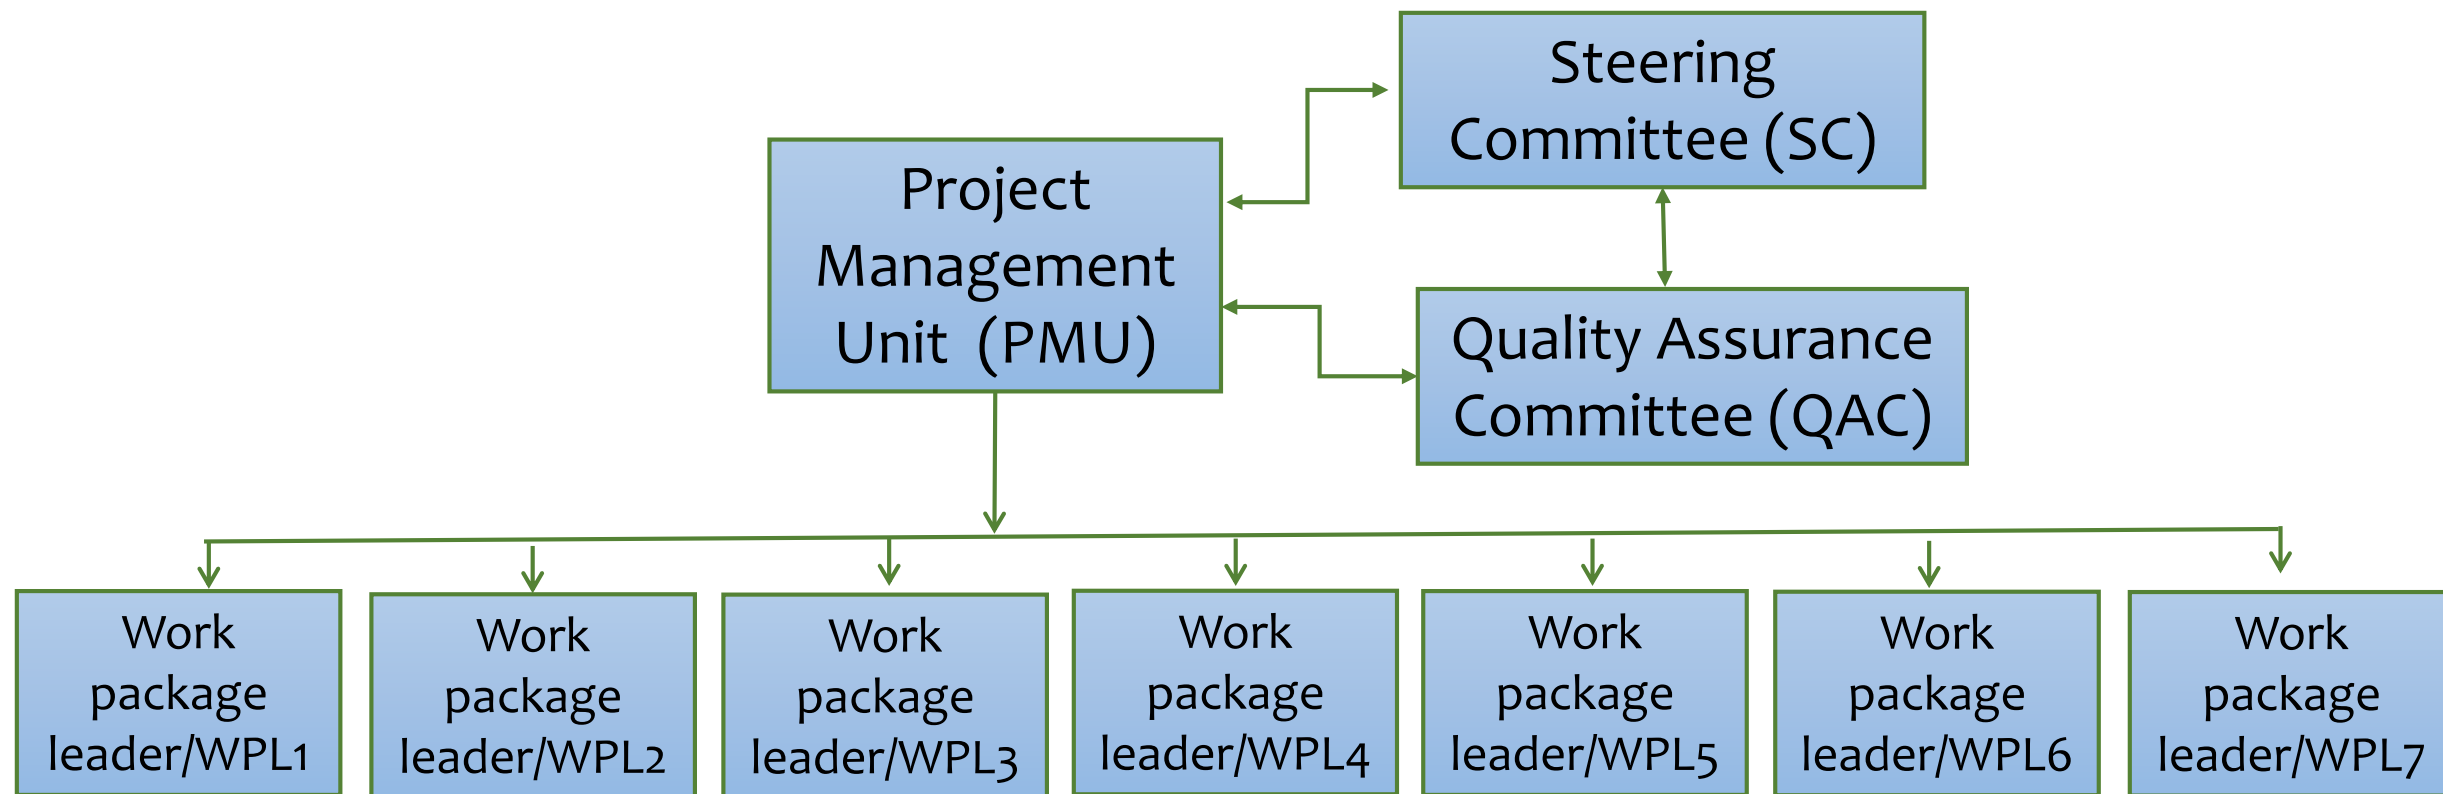 Steering
Committee (SC)
Project
Management
Unit (PMU)
Quality Assurance
Committee (QAC)
Work
package
leader/WPL1
Work
package
leader/WPL2
Work
package
leader/WPL3
Work
package
leader/WPL4
Work
package
leader/WPL5
Work
package
leader/WPL6
Work
package
leader/WPL7